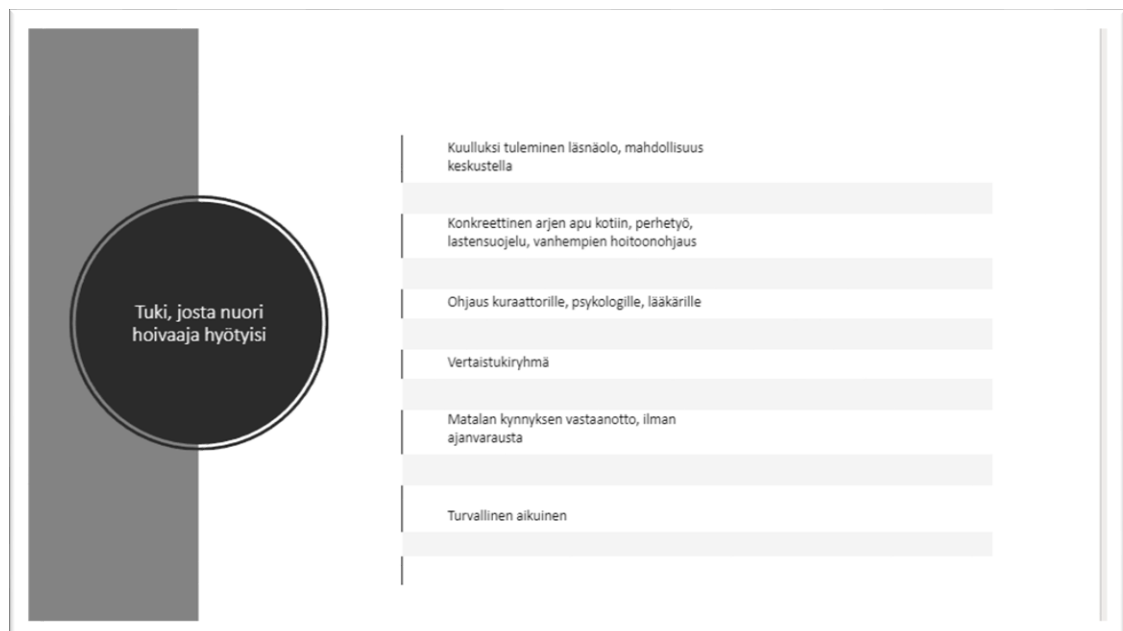 Tuki, josta nuori
hoivaaja hyötyisi
Kuulluksi tuleminen läsnäolo, mahdollisuus
keskustella
Konkreettinen arjen apu kotiin, perhetyö,
lastensuojelu, vanhempien hoitoonohjaus
Ohjaus kuraattorille, psykologille, lääkärille
Vertaistukiryhmä
Matalan kynnyksen vastaanotto, ilman
ajanvarausta
Turvallinen aikuinen